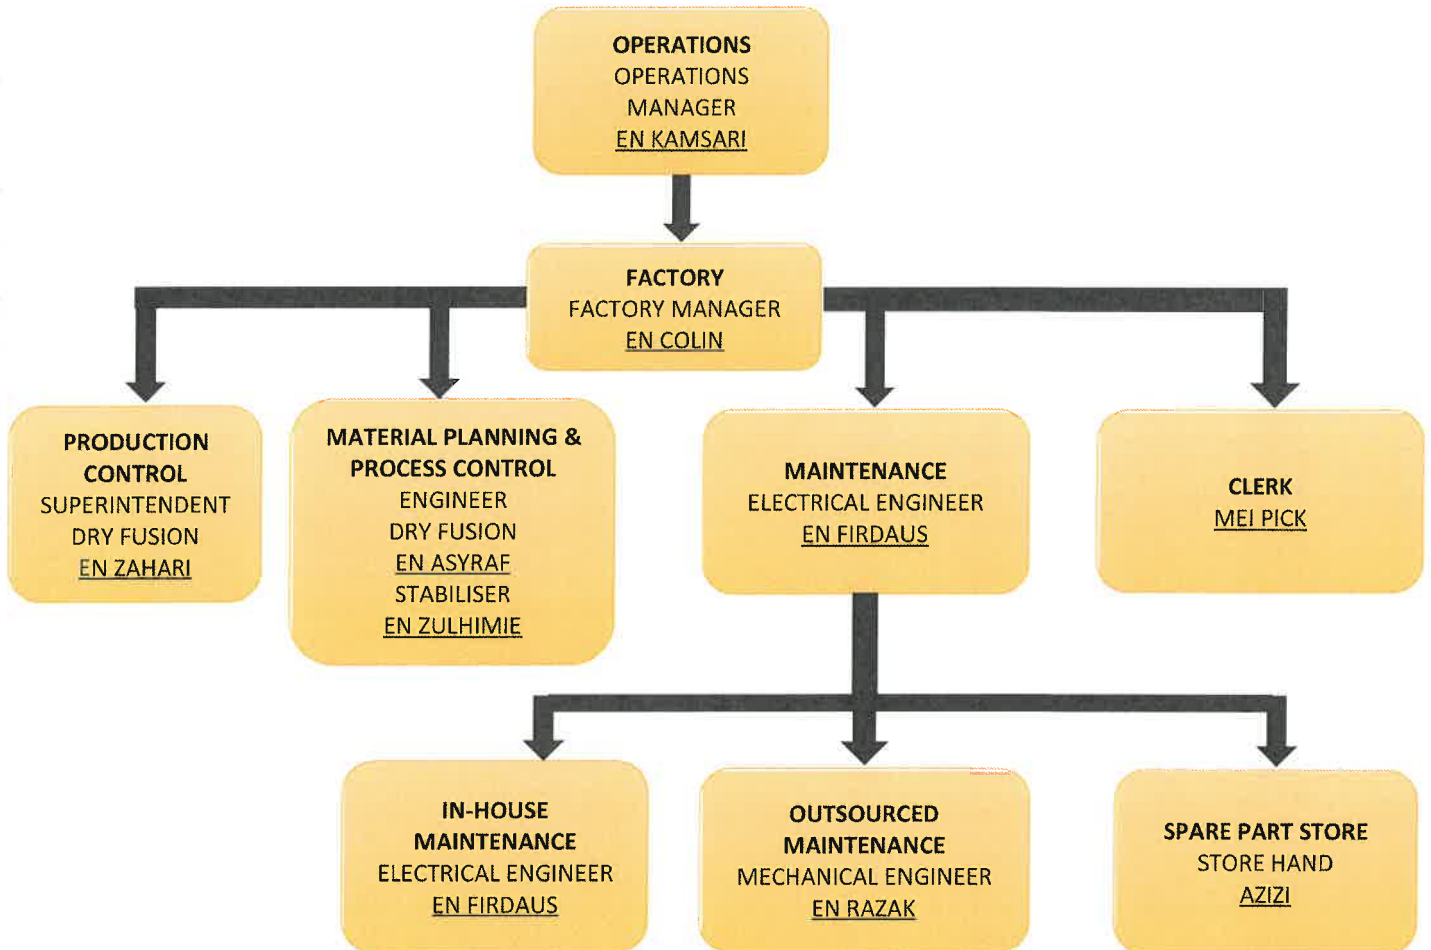 OPERATIONS
OPERATIONS
MANAGER
EN KAMSARI
FACTORY
FACTORY MANAGER
EN COLIN
PRODUCTION
CONTROL
SUPERINTENDENT
DRY FUSION
EN ZAHARI
MATERIAL PLANNING &
PROCESS CONTROL
ENGINEER
DRY FUSION
EN ASYRAF
STABILISER
EN ZULHIMIE
MAINTENANCE
ELECTRICAL ENGINEER
EN FIRDAUS
CLERK
MEI PICK
IN-HOUSE
MAINTENANCE
ELECTRICAL ENGINEER
EN FIRDAUS
OUTSOURCED
MAINTENANCE
MECHANICAL ENGINEER
EN RAZAK
SPARE PART STORE
STORE HAND
AZIZI